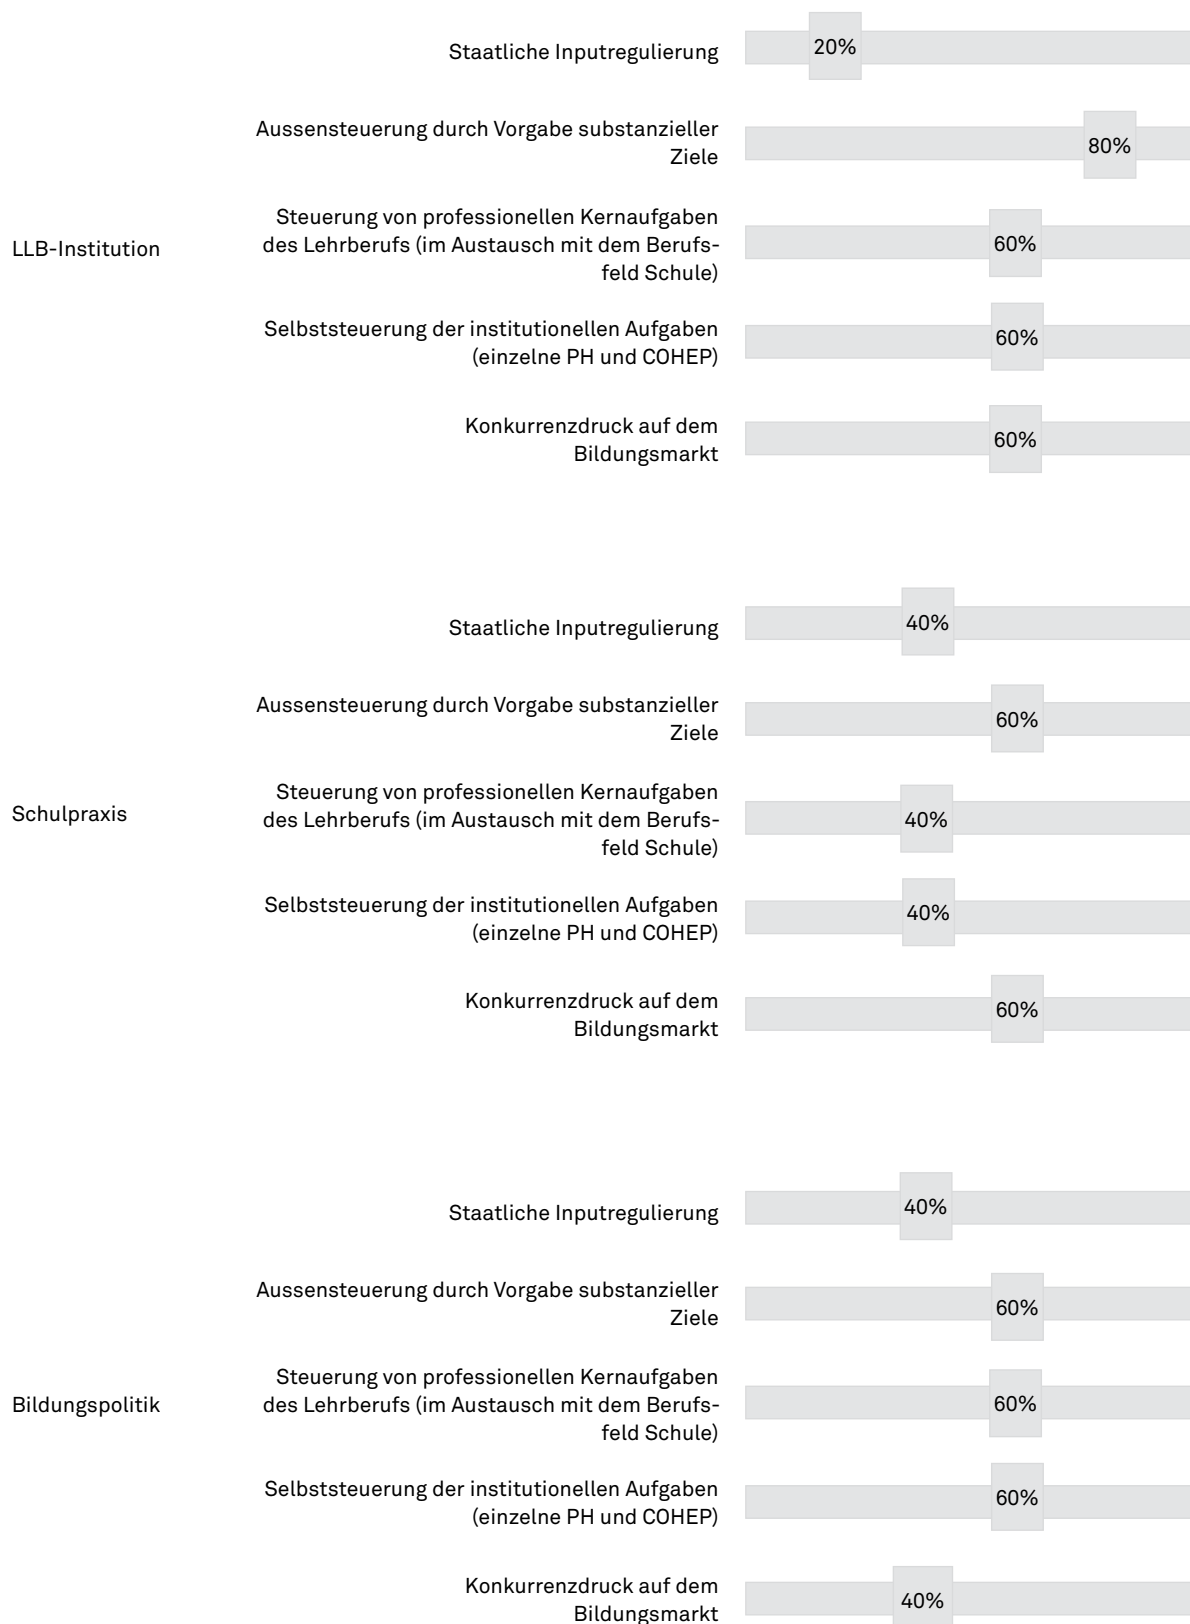 Staatliche Inputregulierung
20%
Aussensteuerung durch Vorgabe substanzieller
Ziele
80%
LLB-Institution
Steuerung von professionellen Kernaufgaben
des Lehrberufs (im Austausch mit dem Berufs-
feld Schule)
60%
Selbststeuerung der institutionellen Aufgaben
(einzelne PH und COHEP)
60%
Konkurrenzdruck auf dem
Bildungsmarkt
60%
Staatliche Inputregulierung
40%
Aussensteuerung durch Vorgabe substanzieller
Ziele
60%
Schulpraxis
Steuerung von professionellen Kernaufgaben
des Lehrberufs (im Austausch mit dem Berufs-
feld Schule)
40%
Selbststeuerung der institutionellen Aufgaben
(einzelne PH und COHEP)
40%
Konkurrenzdruck auf dem
Bildungsmarkt
60%
Staatliche Inputregulierung
40%
Aussensteuerung durch Vorgabe substanzieller
Ziele
60%
Bildungspolitik
Steuerung von professionellen Kernaufgaben
des Lehrberufs (im Austausch mit dem Berufs-
feld Schule)
60%
Selbststeuerung der institutionellen Aufgaben
(einzelne PH und COHEP)
60%
Konkurrenzdruck auf dem
Bildungsmarkt
40%